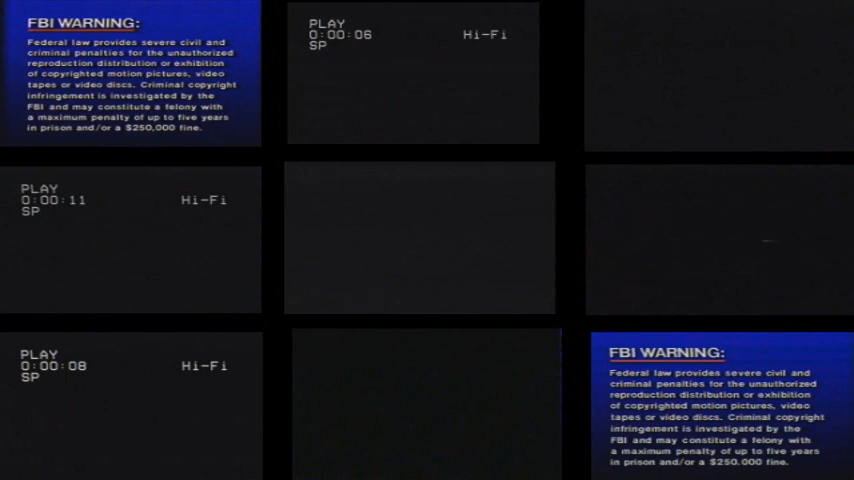 FBI WARNING:
Federal law provides severe civil and
criminal penalties for the unauthorized
reproduction distribution or exhibition
of copyrighted motion pictures, video
tapes or video discs. Criminal copyright
infringement is investigated by the
FBI and may constitute a felony with
a maximum penalty of up to five years
in prison and/or a $250,000 fine.
PLAY
0:00:06 Hi-Fi
SP
PLAY
0:00:11 Hi-Fi
SP
PLAY
0:00:08 Hi-Fi
SP
FBI WARNING:
Federal law provides severe civil and
criminal penalties for the unauthorized
reproduction distribution or exhibition
of copyrighted motion pictures, video
tapes or video discs. Criminal copyright
infringement is investigated by the
FBI and may constitute a felony with
a maximum penalty of up to five years
in prison and/or a $250,000 fine.